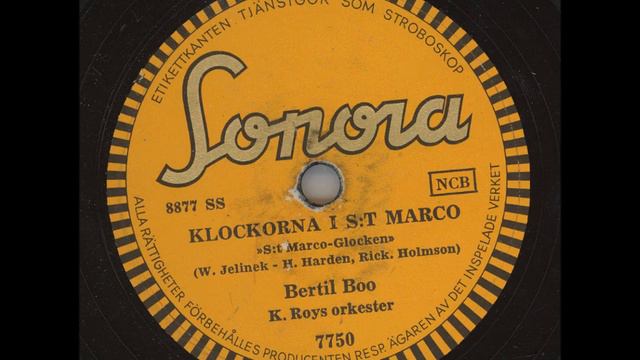 ETIKETTKANTEN TJÄNSTGÖR SOM STROBOSKOP
Sonora
NCB
8877 SS
KLOCKORNA I S:T MARCO
»S:t Marco-Glocken»
(W. Jelinek - H. Harden, Rick. Holmson)
Bertil Boo
K. Roys orkester
7750
ALLA RÄTTIGHETER FÖRBEHÅLLES PRODUCENTEN RESP. ÄGAREN AV DET INSPELADE VERKET